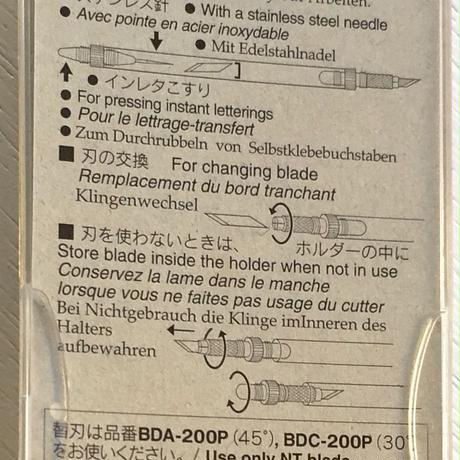 ステンレス針 ● With a stainless steel needle
● Avec pointe en acier inoxydable
● Mit Edelstahlnadel
● インレタこすり
● For pressing instant letterings
● Pour le lettrage-transfert
● Zum Durchrubbeln von Selbstklebebuchstaben
■ 刃の交換 For changing blade
Remplacement du bord tranchant
Klingenwechsel
■ 刃を使わないときは、 ホルダーの中に
Store blade inside the holder when not in use
Conservez la lame dans le manche
lorsque vous ne faites pas usage du cutter
Bei Nichtgebrauch die Klinge imInneren des
Halters
aufbewahren
替刃は品番BDA-200P (45°), BDC-200P (30°
をお使いください。/ Use only NT blade